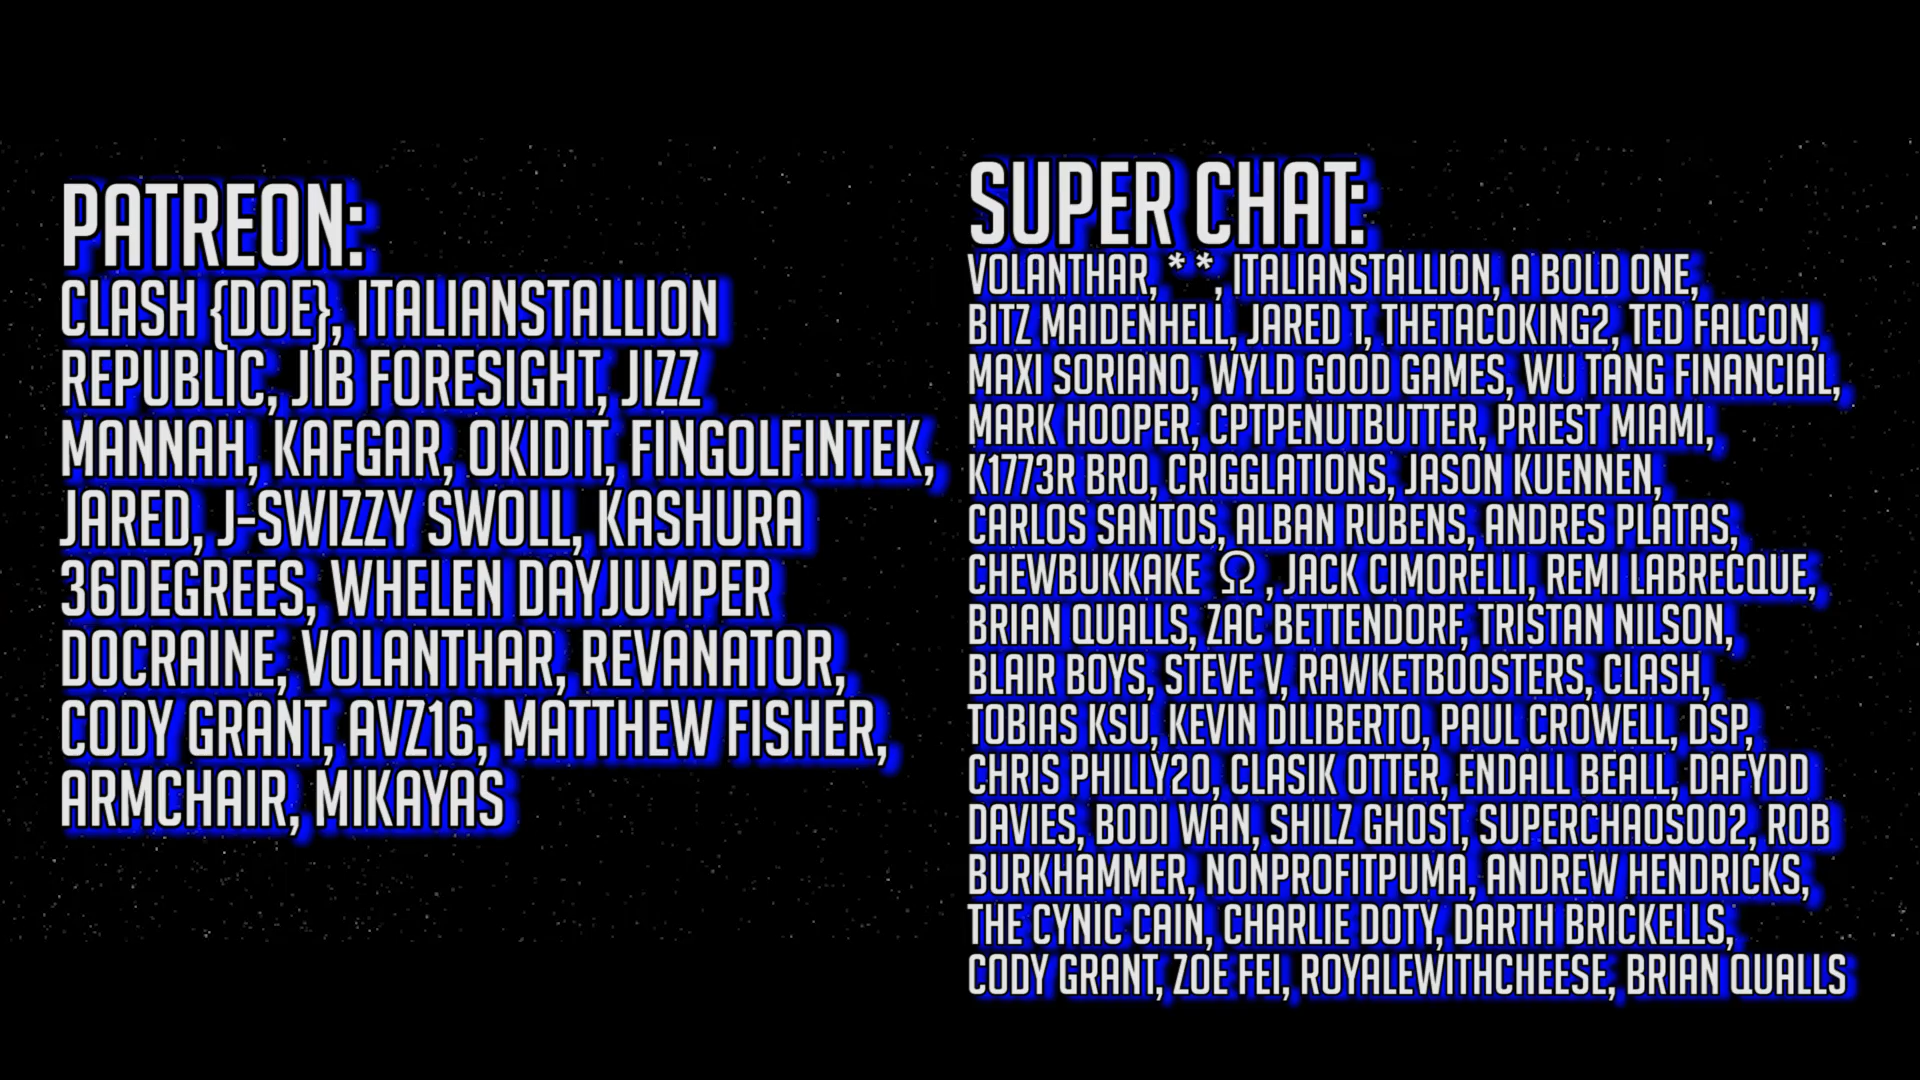 PATREON:
CLASH {DOE}, ITALIANSTALLION
REPUBLIC, JIB FORESIGHT, JIZZ
MANNAH, KAFGAR, OKIDIT, FINGOLFINTEK,
JARED, J-SWIZZY SWOLL, KASHURA
36DEGREES, WHELEN DAYJUMPER
DOCRAINE, VOLANTHAR, REVANATOR,
CODY GRANT, AVZ16, MATTHEW FISHER,
ARMCHAIR, MIKAYAS
SUPER CHAT:
VOLANTHAR, * *, ITALIANSTALLION, A BOLD ONE,
BITZ MAIDENHELL, JARED T, THETACOKING2, TED FALCON,
MAXI SORIANO, WYLD GOOD GAMES, WU TANG FINANCIAL,
MARK HOOPER, CPTPENUTBUTTER, PRIEST MIAMI,
K1773R BRO, CRIGGLATIONS, JASON KUENNEN,
CARLOS SANTOS, ALBAN RUBENS, ANDRES PLATAS,
CHEWBUKKAKE Ω , JACK CIMORELLI, REMI LABRECQUE,
BRIAN QUALLS, ZAC BETTENDORF, TRISTAN NILSON,
BLAIR BOYS, STEVE V, RAWKETBOOSTERS, CLASH,
TOBIAS KSU, KEVIN DILIBERTO, PAUL CROWELL, DSP,
CHRIS PHILLY20, CLASIK OTTER, ENDALL BEALL, DAFYDD
DAVIES, BODI WAN, SHILZ GHOST, SUPERCHAOS002, ROB
BURKHAMMER, NONPROFITPUMA, ANDREW HENDRICKS,
THE CYNIC CAIN, CHARLIE DOTY, DARTH BRICKELLS,
CODY GRANT, ZOE FEI, ROYALEWITHCHEESE, BRIAN QUALLS